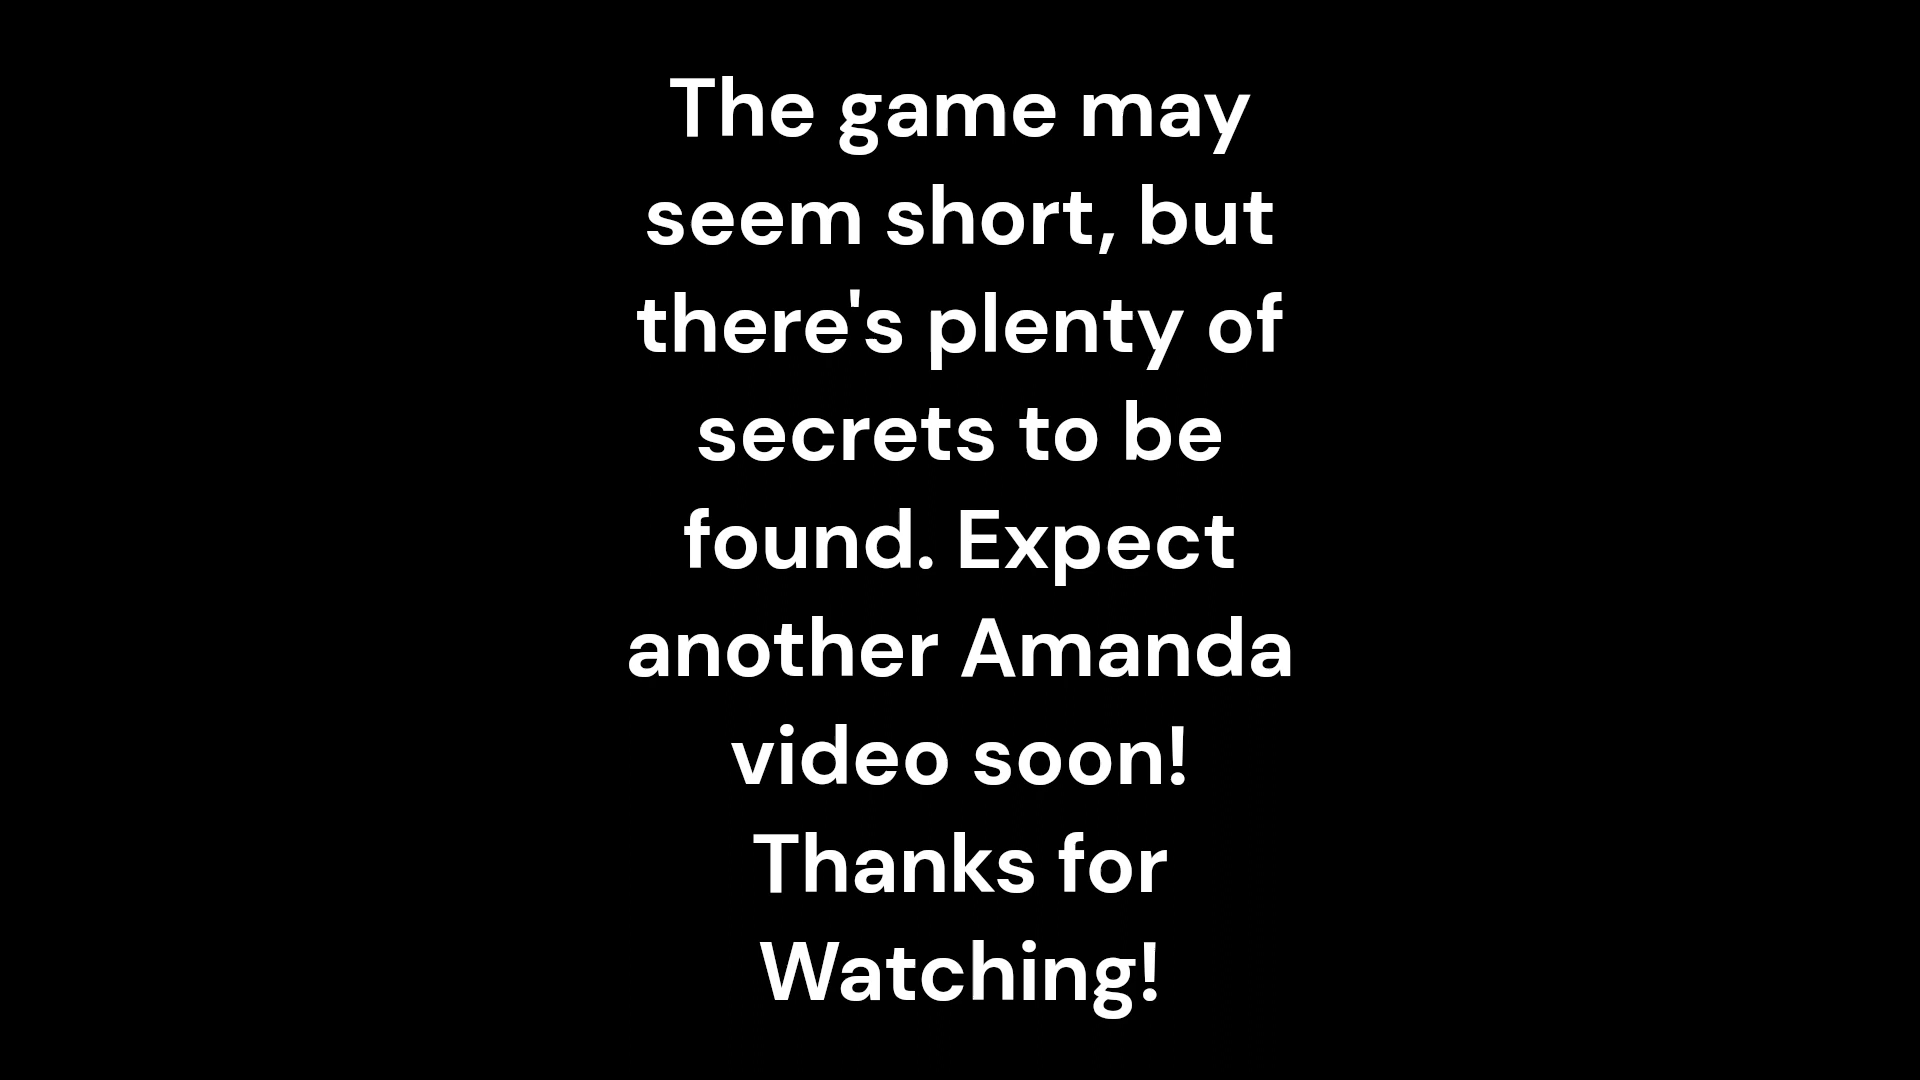 The game may
seem short, but
there's plenty of
secrets to be
found. Expect
another Amanda
video soon!
Thanks for
Watching!